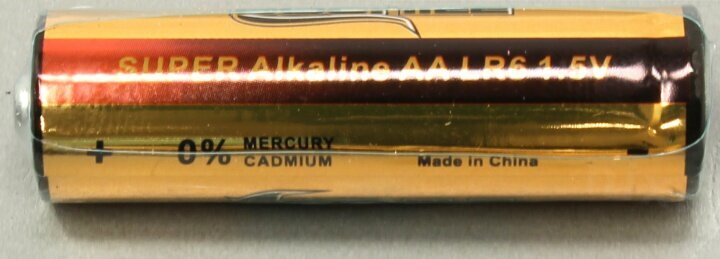 SUPER Alkaline AA LR6 1.5V
+ 0% MERCURY
CADMIUM Made in China -